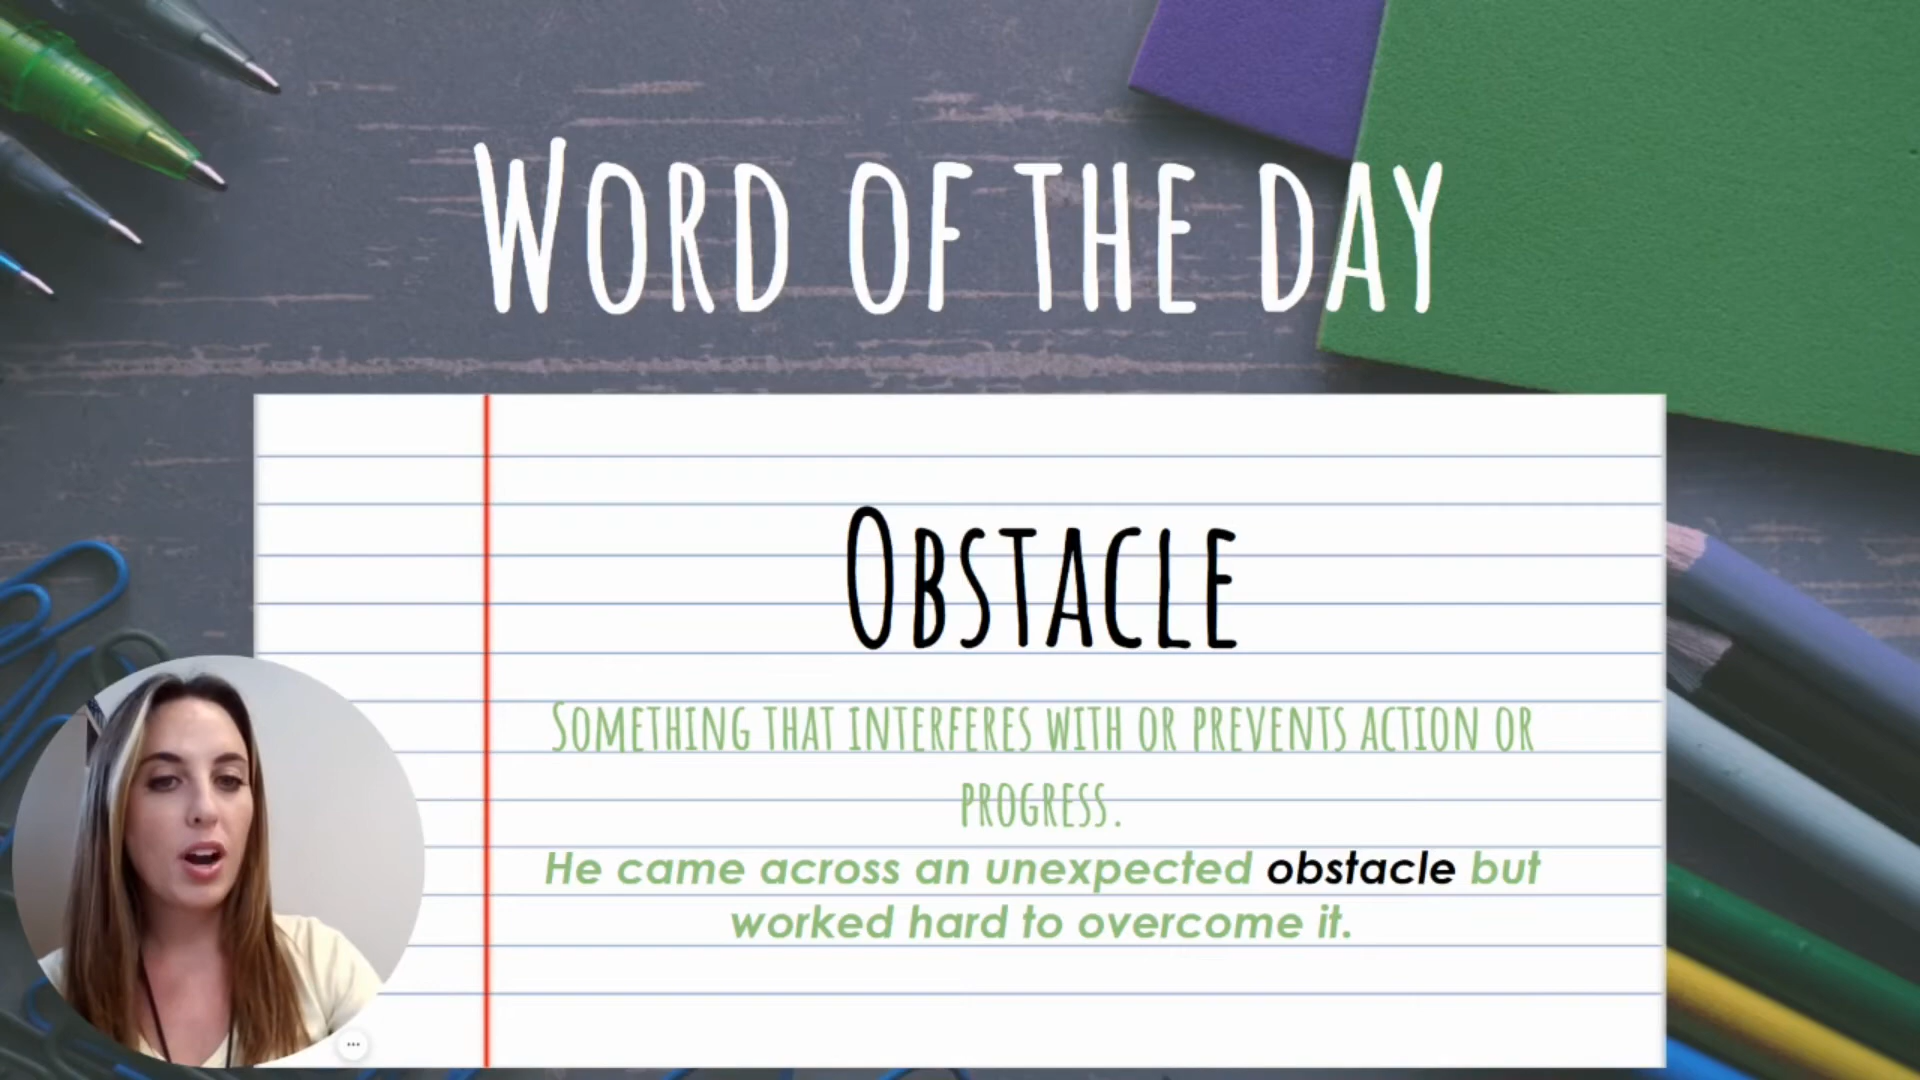 Word of the day
Obstacle
Something that interferes with or prevents action or
progress.
He came across an unexpected obstacle but
worked hard to overcome it.